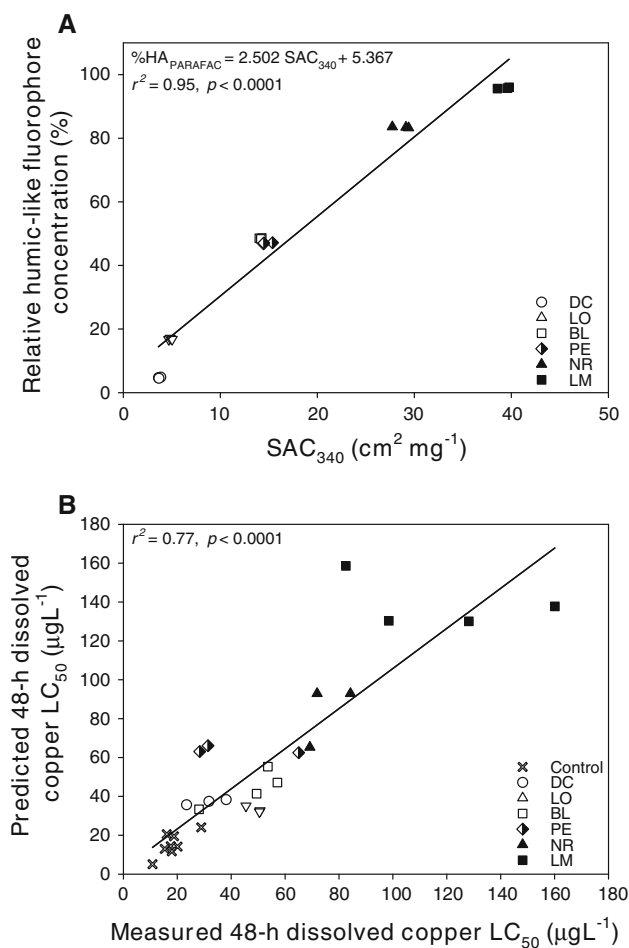 A
%HA_PARAFAC = 2.502 SAC_340 + 5.367
r² = 0.95, p < 0.0001
Relative humic-like fluorophore
concentration (%)
100
80
60
40
20
0
DC
LO
BL
PE
NR
LM
0 10 20 30 40 50
SAC_340 (cm² mg⁻¹)
B
r² = 0.77, p < 0.0001
Predicted 48-h dissolved
copper LC_50 (µgL⁻¹)
180
160
140
120
100
80
60
40
20
0
Control
DC
LO
BL
PE
NR
LM
0 20 40 60 80 100 120 140 160 180
Measured 48-h dissolved copper LC_50 (µgL⁻¹)